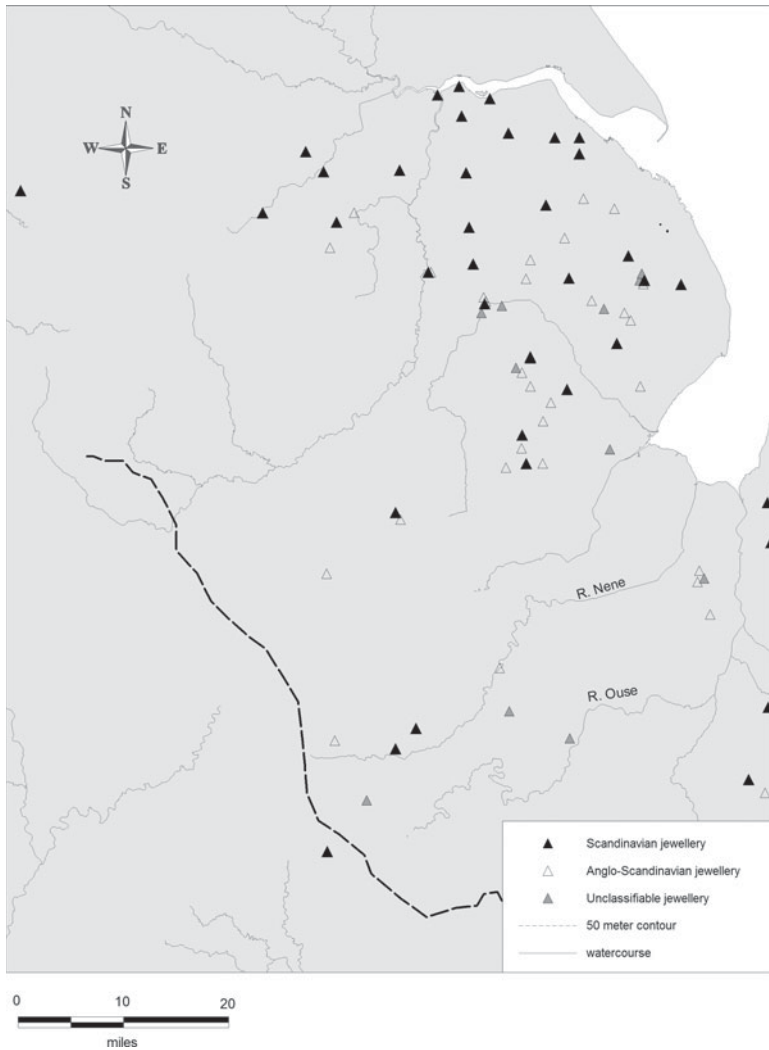 N
W E
S
R. Nene
R. Ouse
Scandinavian jewellery
Anglo-Scandinavian jewellery
Unclassifiable jewellery
50 meter contour
watercourse
0 10 20
miles